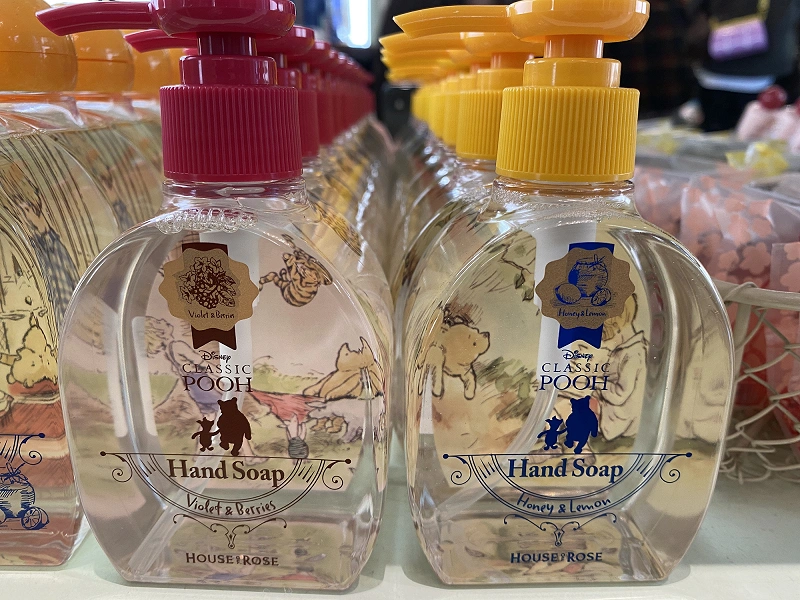 Violet & Berries
Disney
CLASSIC
POOH
Hand Soap
Violet & Berries
HOUSE OF ROSE
Honey & Lemon
Disney
CLASSIC
POOH
Hand Soap
Honey & Lemon
HOUSE OF ROSE